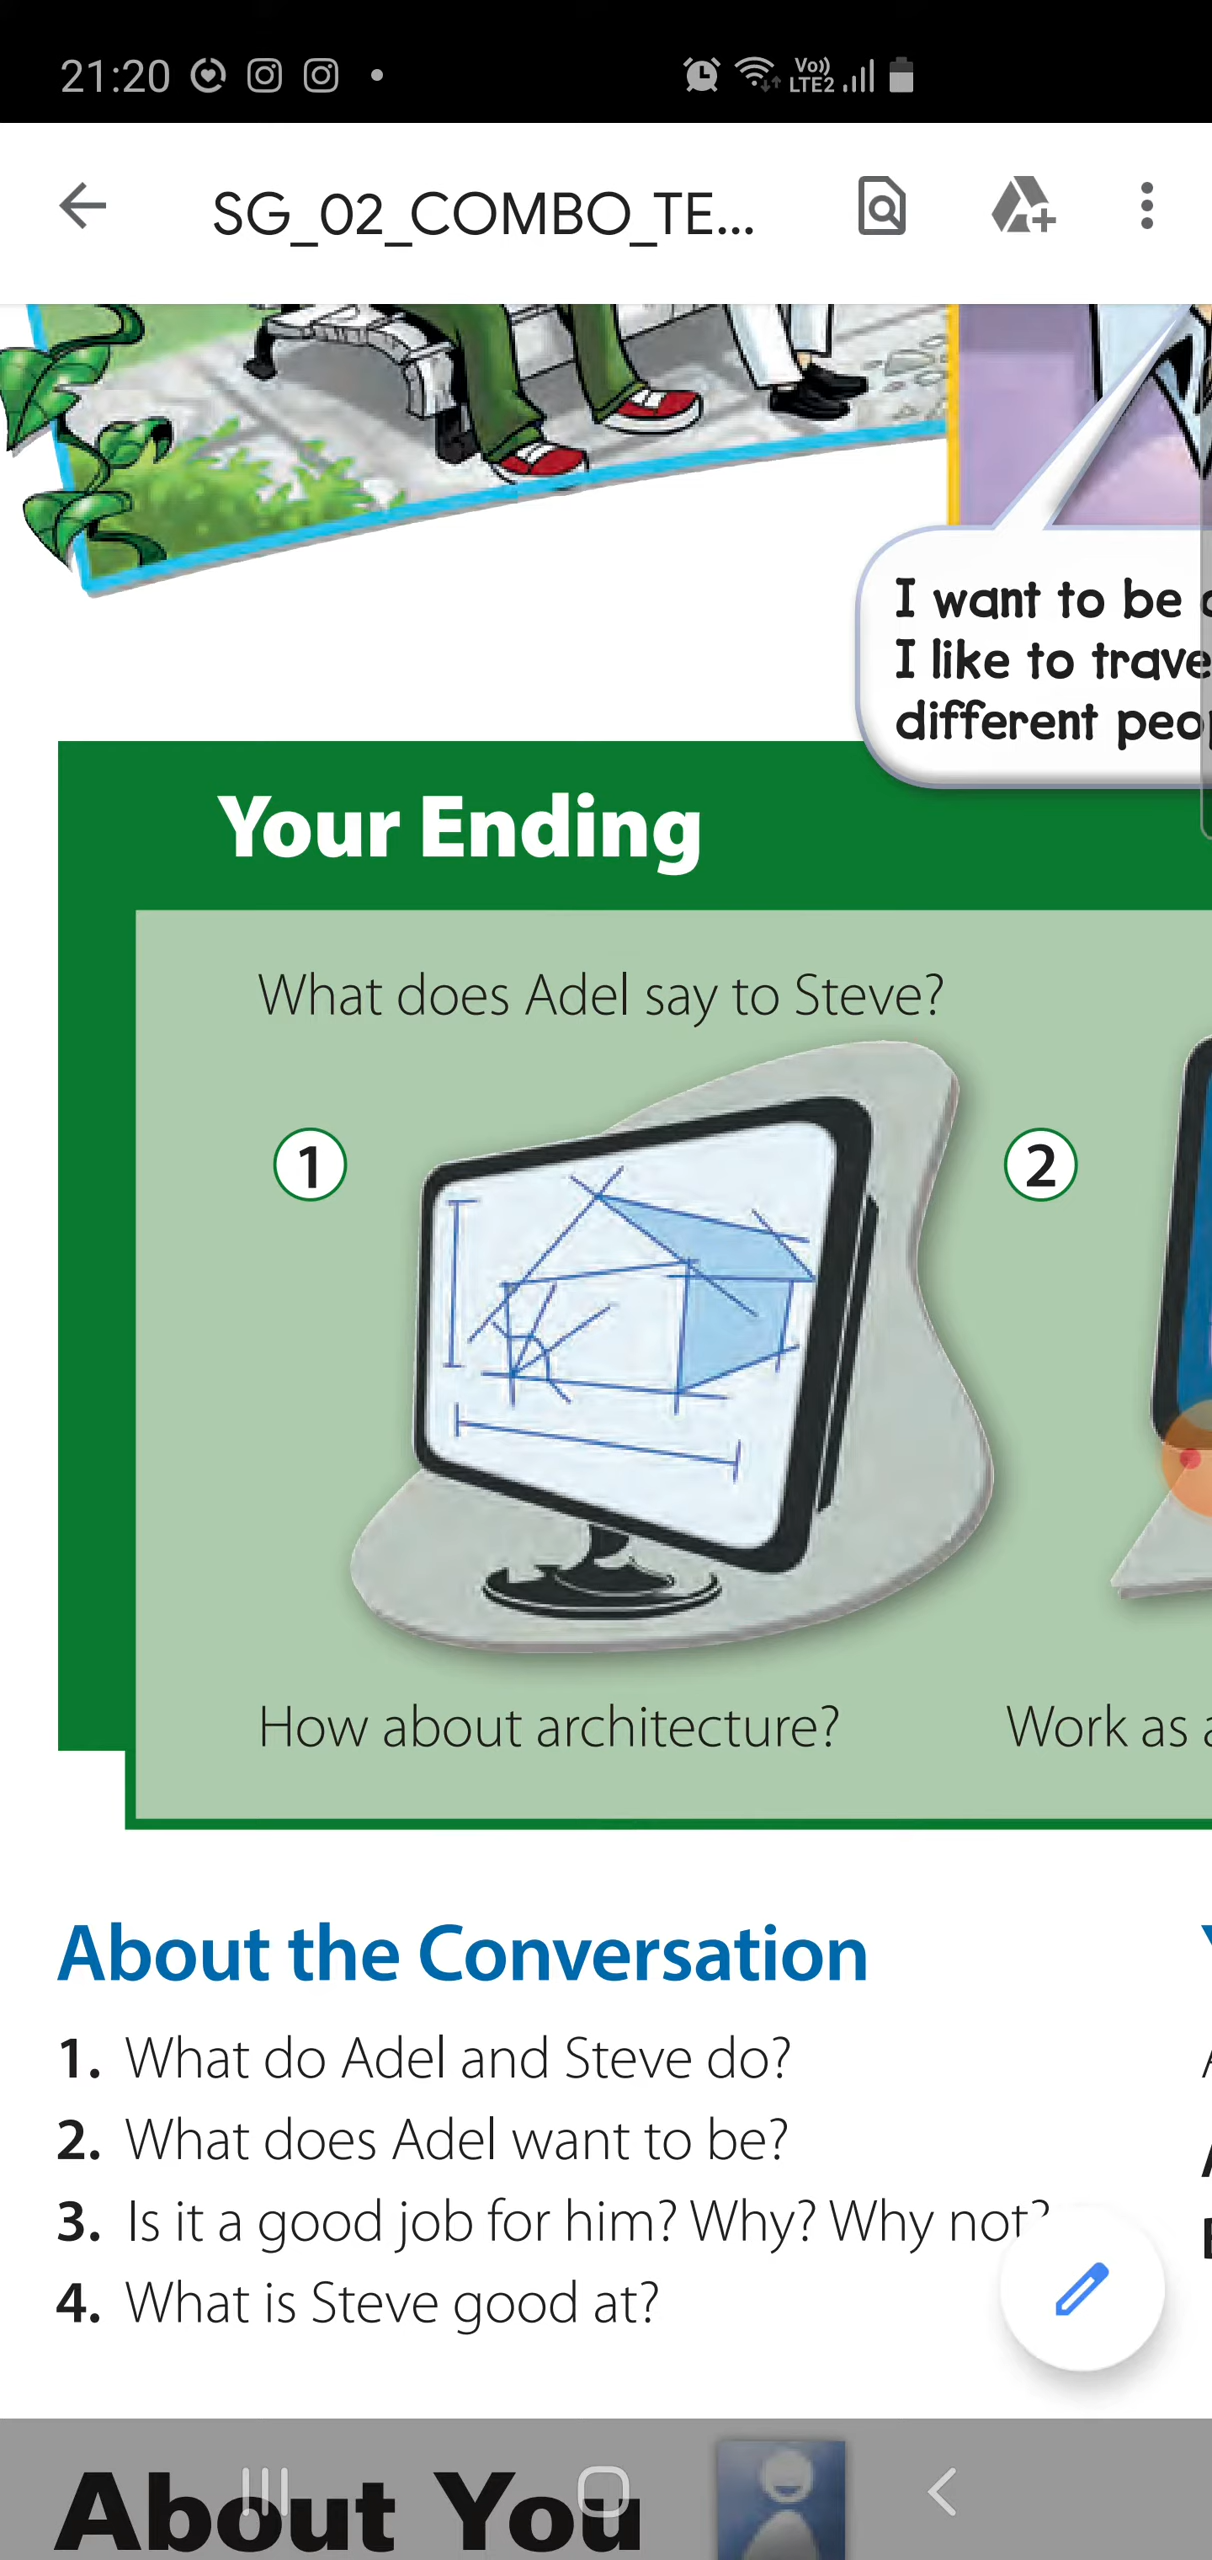 21:20
Vo))
LTE2
SG_02_COMBO_TE...
I want to be
I like to trave
different peo
Your Ending
What does Adel say to Steve?
1
2
How about architecture?
Work as a
About the Conversation
1. What do Adel and Steve do?
2. What does Adel want to be?
3. Is it a good job for him? Why? Why not?
4. What is Steve good at?
About You